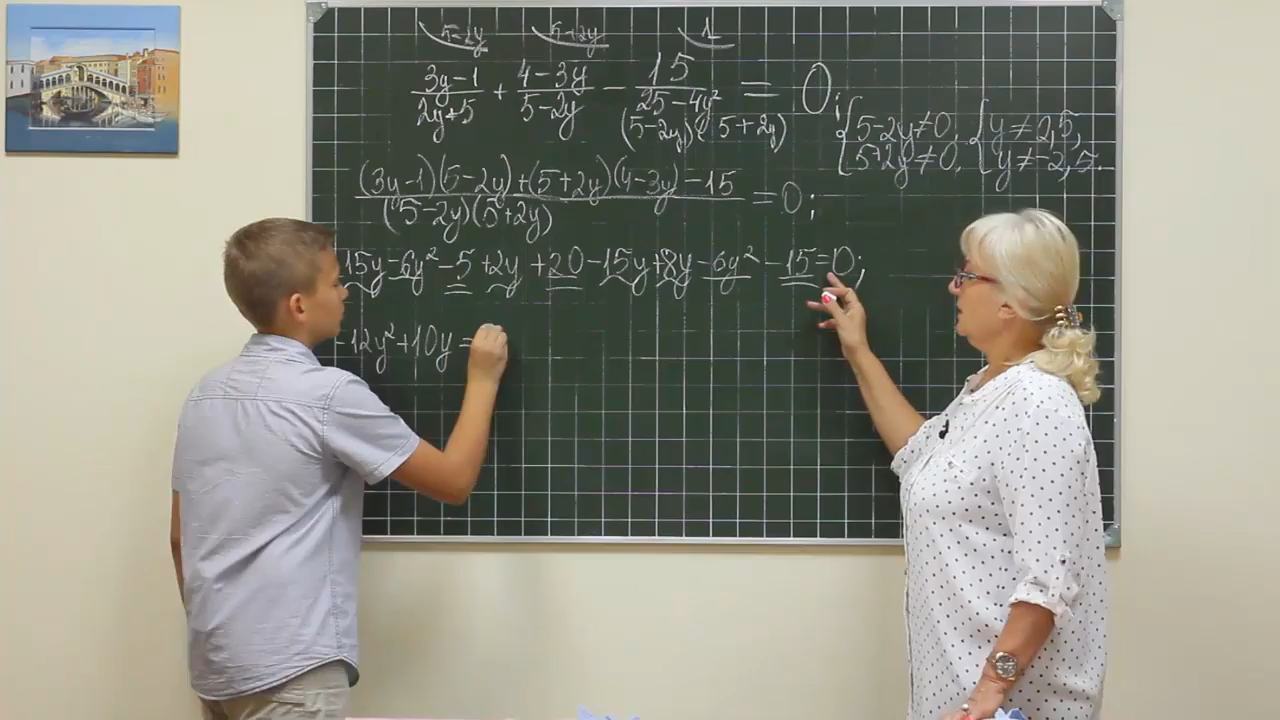 5-2y 5+2y 1
(3y-1)/(2y+5) + (4-3y)/(5-2y) - 15/(25-4y²) = 0;
(5-2y)(5+2y)
{5-2y≠0, {y≠2,5,
{5+2y≠0, {y≠-2,5.
((3y-1)(5-2y)+(5+2y)(4-3y)-15)/((5-2y)(5+2y)) = 0;
15y-6y²-5+2y+20-15y+8y-6y²-15=0;
-12y²+10y=